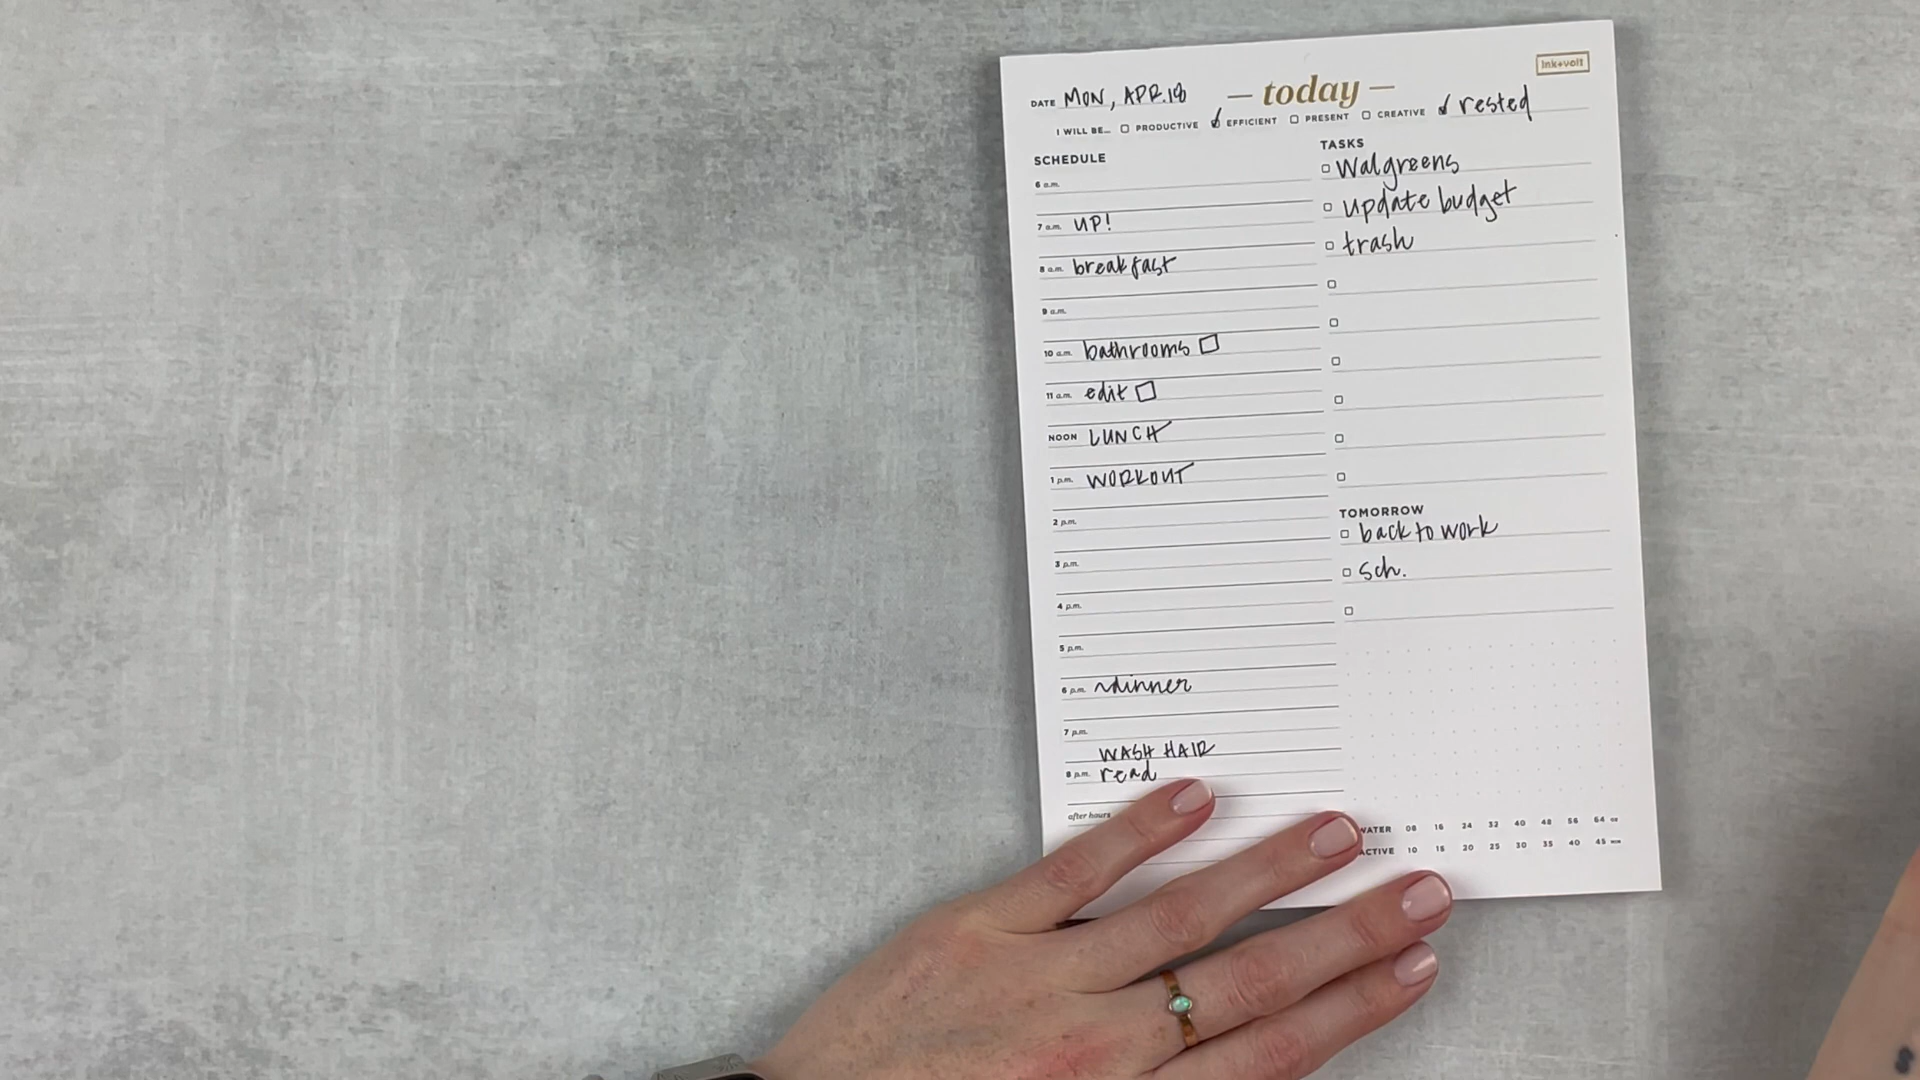 ink+volt
DATE MON, APR.18
— today —
I WILL BE... PRODUCTIVE EFFICIENT PRESENT CREATIVE rested
SCHEDULE
6 a.m.
7 a.m. UP!
8 a.m. breakfast
9 a.m.
10 a.m. bathrooms
11 a.m. edit
NOON LUNCH
1 p.m. WORKOUT
2 p.m.
3 p.m.
4 p.m.
5 p.m.
6 p.m. ~dinner
7 p.m.
WASH HAIR
8 p.m. read
after hours
TASKS
Walgreens
update budget
trash
TOMORROW
back to work
sch.
WATER 08 16 24 32 40 48 56 64 oz
ACTIVE 10 15 20 25 30 35 40 45 min